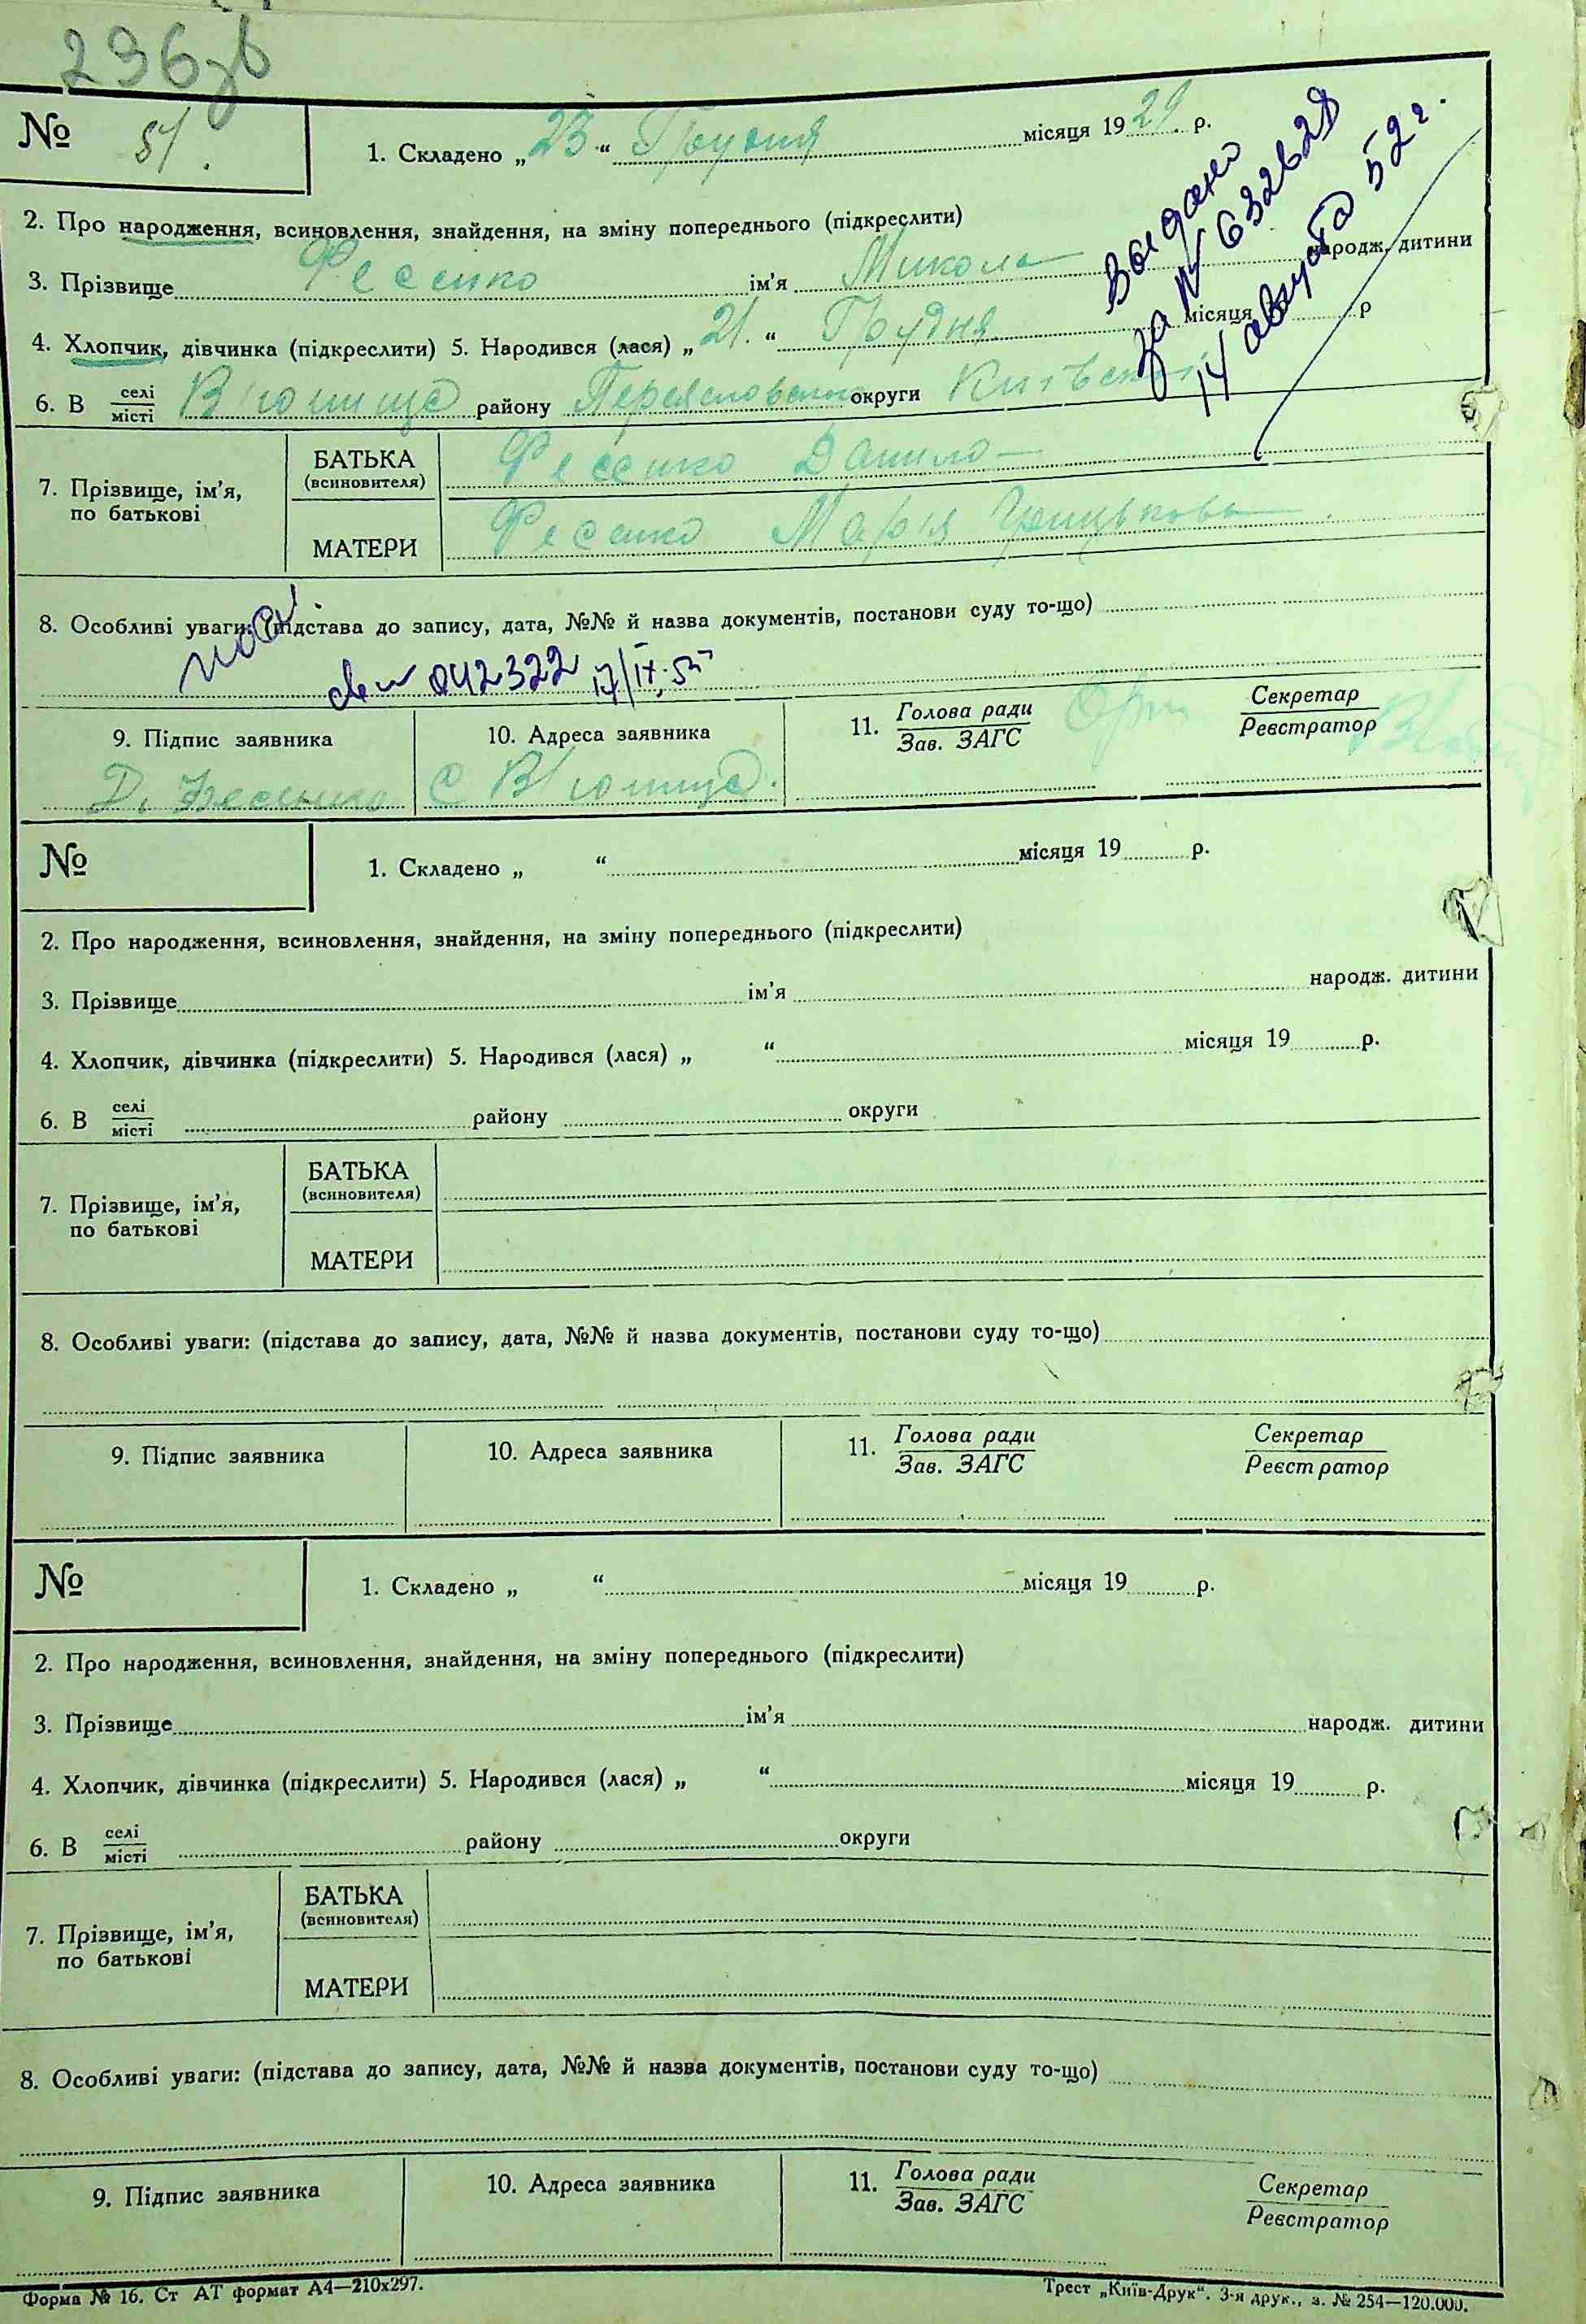 296зв
№ 51.
1. Складено „23“ Грудня місяця 1929. р.
2. Про народження, всиновлення, знайдення, на зміну попереднього (підкреслити)
3. Прізвище Фесенко ім'я Микола народж. дитини
4. Хлопчик, дівчинка (підкреслити) 5. Народився (лася) „21.“ Грудня місяця р
6. В селі/місті В'юнища району Переяславського округи Київської
Выдано
за № 632628
14 августа 52 г.
7. Прізвище, ім'я, по батькові
БАТЬКА (всиновителя) Фесенко Данило
МАТЕРИ Фесенко Марія Грицькова
8. Особливі уваги: (підстава до запису, дата, №№ й назва документів, постанови суду то-що)
042322 17/IX.
9. Підпис заявника
Д. Фесенко
10. Адреса заявника
С В'юнища.
11. Голова ради/Зав. ЗАГС
Секретар/Реєстратор
№
1. Складено „ “ місяця 19 р.
2. Про народження, всиновлення, знайдення, на зміну попереднього (підкреслити)
3. Прізвище ім'я народж. дитини
4. Хлопчик, дівчинка (підкреслити) 5. Народився (лася) „ “ місяця 19 р.
6. В селі/місті району округи
7. Прізвище, ім'я, по батькові
БАТЬКА (всиновителя)
МАТЕРИ
8. Особливі уваги: (підстава до запису, дата, №№ й назва документів, постанови суду то-що)
9. Підпис заявника
10. Адреса заявника
11. Голова ради/Зав. ЗАГС
Секретар/Реєстратор
№
1. Складено „ “ місяця 19 р.
2. Про народження, всиновлення, знайдення, на зміну попереднього (підкреслити)
3. Прізвище ім'я народж. дитини
4. Хлопчик, дівчинка (підкреслити) 5. Народився (лася) „ “ місяця 19 р.
6. В селі/місті району округи
7. Прізвище, ім'я, по батькові
БАТЬКА (всиновителя)
МАТЕРИ
8. Особливі уваги: (підстава до запису, дата, №№ й назва документів, постанови суду то-що)
9. Підпис заявника
10. Адреса заявника
11. Голова ради/Зав. ЗАГС
Секретар/Реєстратор
Форма № 16. Ст АТ формат А4—210х297.
Трест „Київ-Друк“. 3-я друк., з. № 254—120.000.